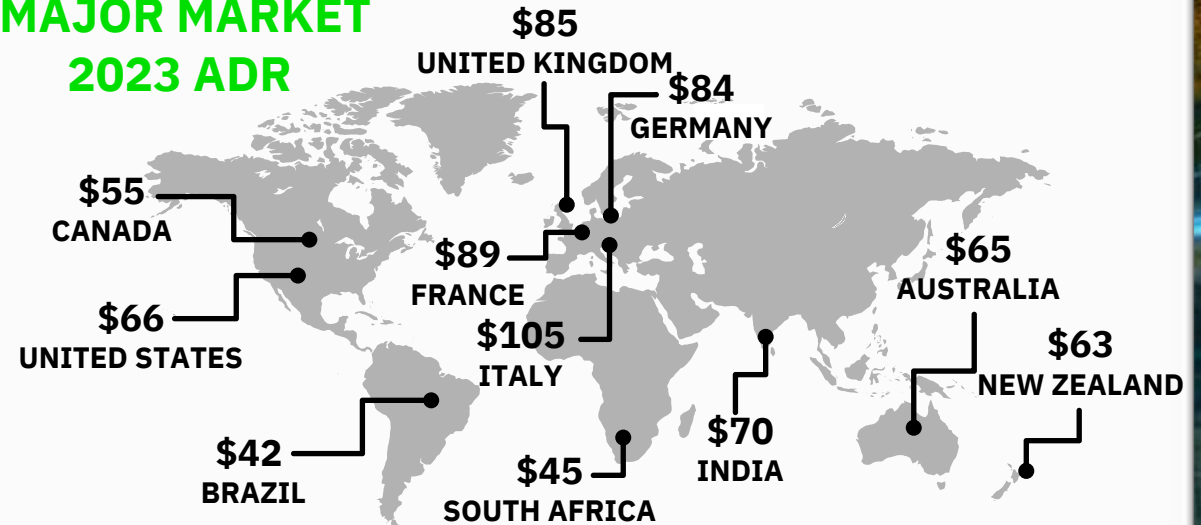 MAJOR MARKET
2023 ADR
$85
UNITED KINGDOM
$84
GERMANY
$55
CANADA
$89
FRANCE
$65
AUSTRALIA
$66
UNITED STATES
$105
ITALY
$63
NEW ZEALAND
$42
BRAZIL
$70
INDIA
$45
SOUTH AFRICA